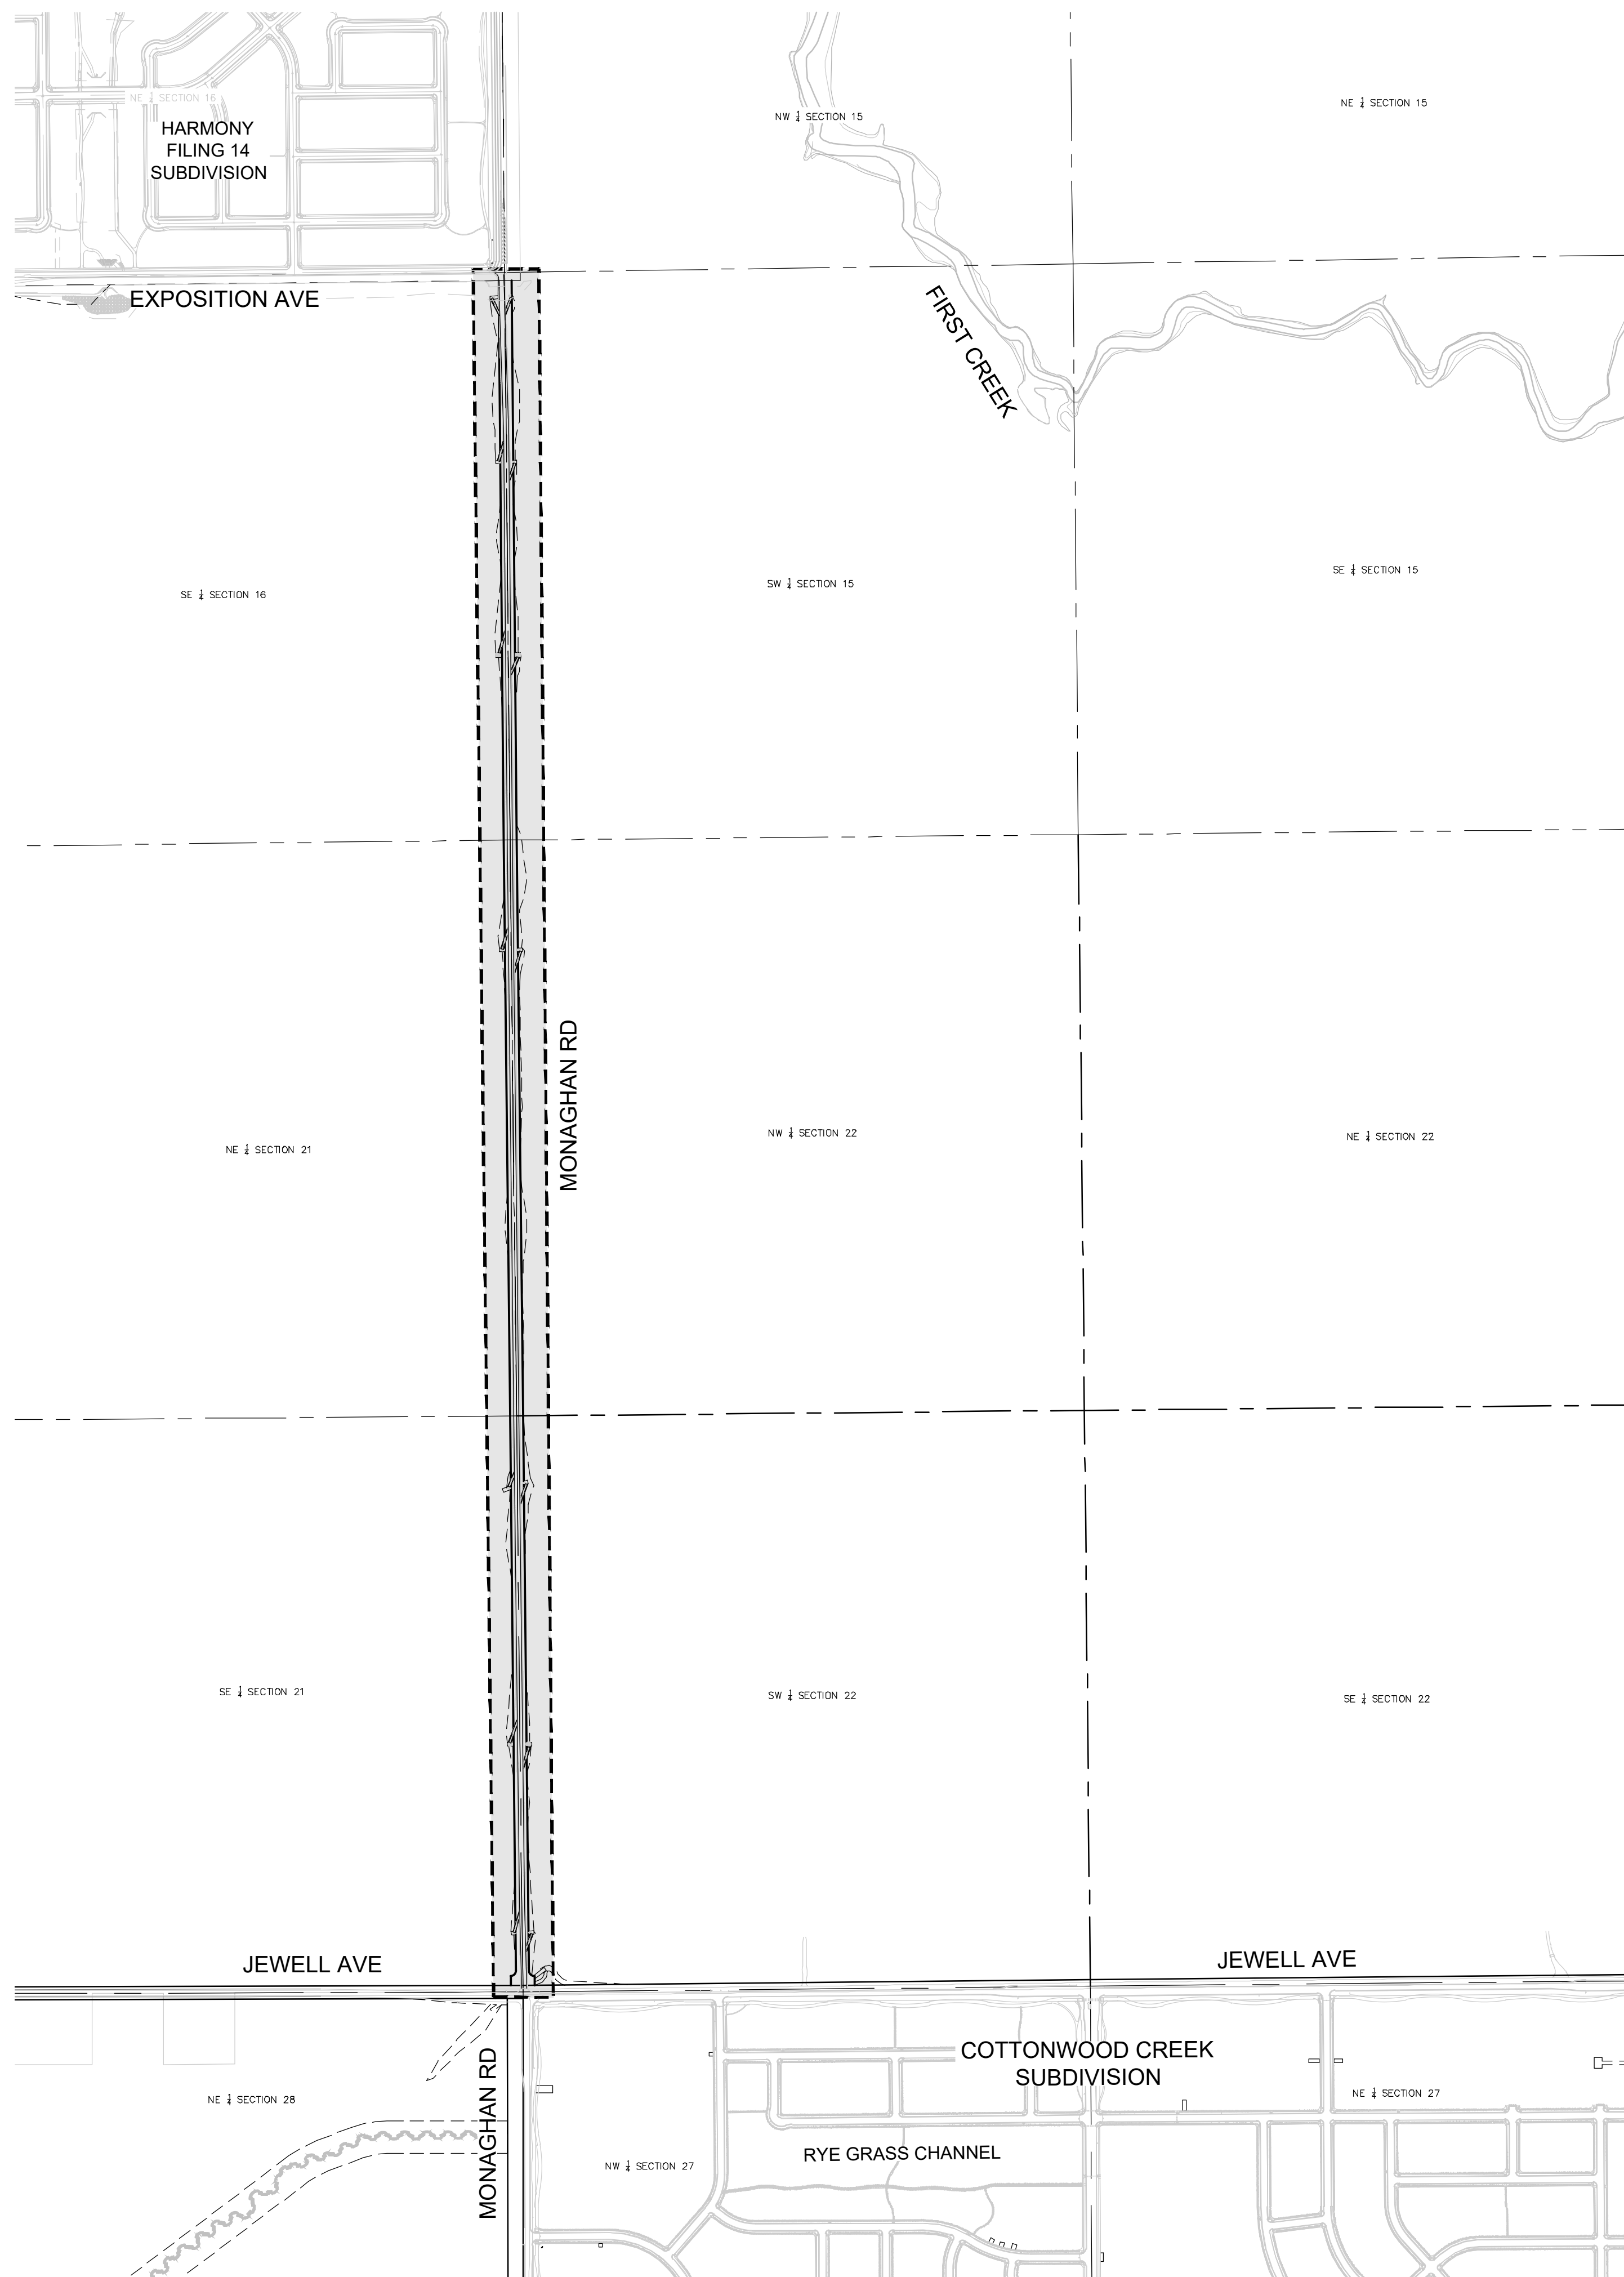 NE 1/4 SECTION 16
HARMONY
FILING 14
SUBDIVISION
NW 1/4 SECTION 15
NE 1/4 SECTION 15
EXPOSITION AVE
FIRST CREEK
SE 1/4 SECTION 16
SW 1/4 SECTION 15
SE 1/4 SECTION 15
MONAGHAN RD
NE 1/4 SECTION 21
NW 1/4 SECTION 22
NE 1/4 SECTION 22
SE 1/4 SECTION 21
SW 1/4 SECTION 22
SE 1/4 SECTION 22
JEWELL AVE
JEWELL AVE
COTTONWOOD CREEK
SUBDIVISION
NE 1/4 SECTION 28
MONAGHAN RD
NE 1/4 SECTION 27
RYE GRASS CHANNEL
NW 1/4 SECTION 27